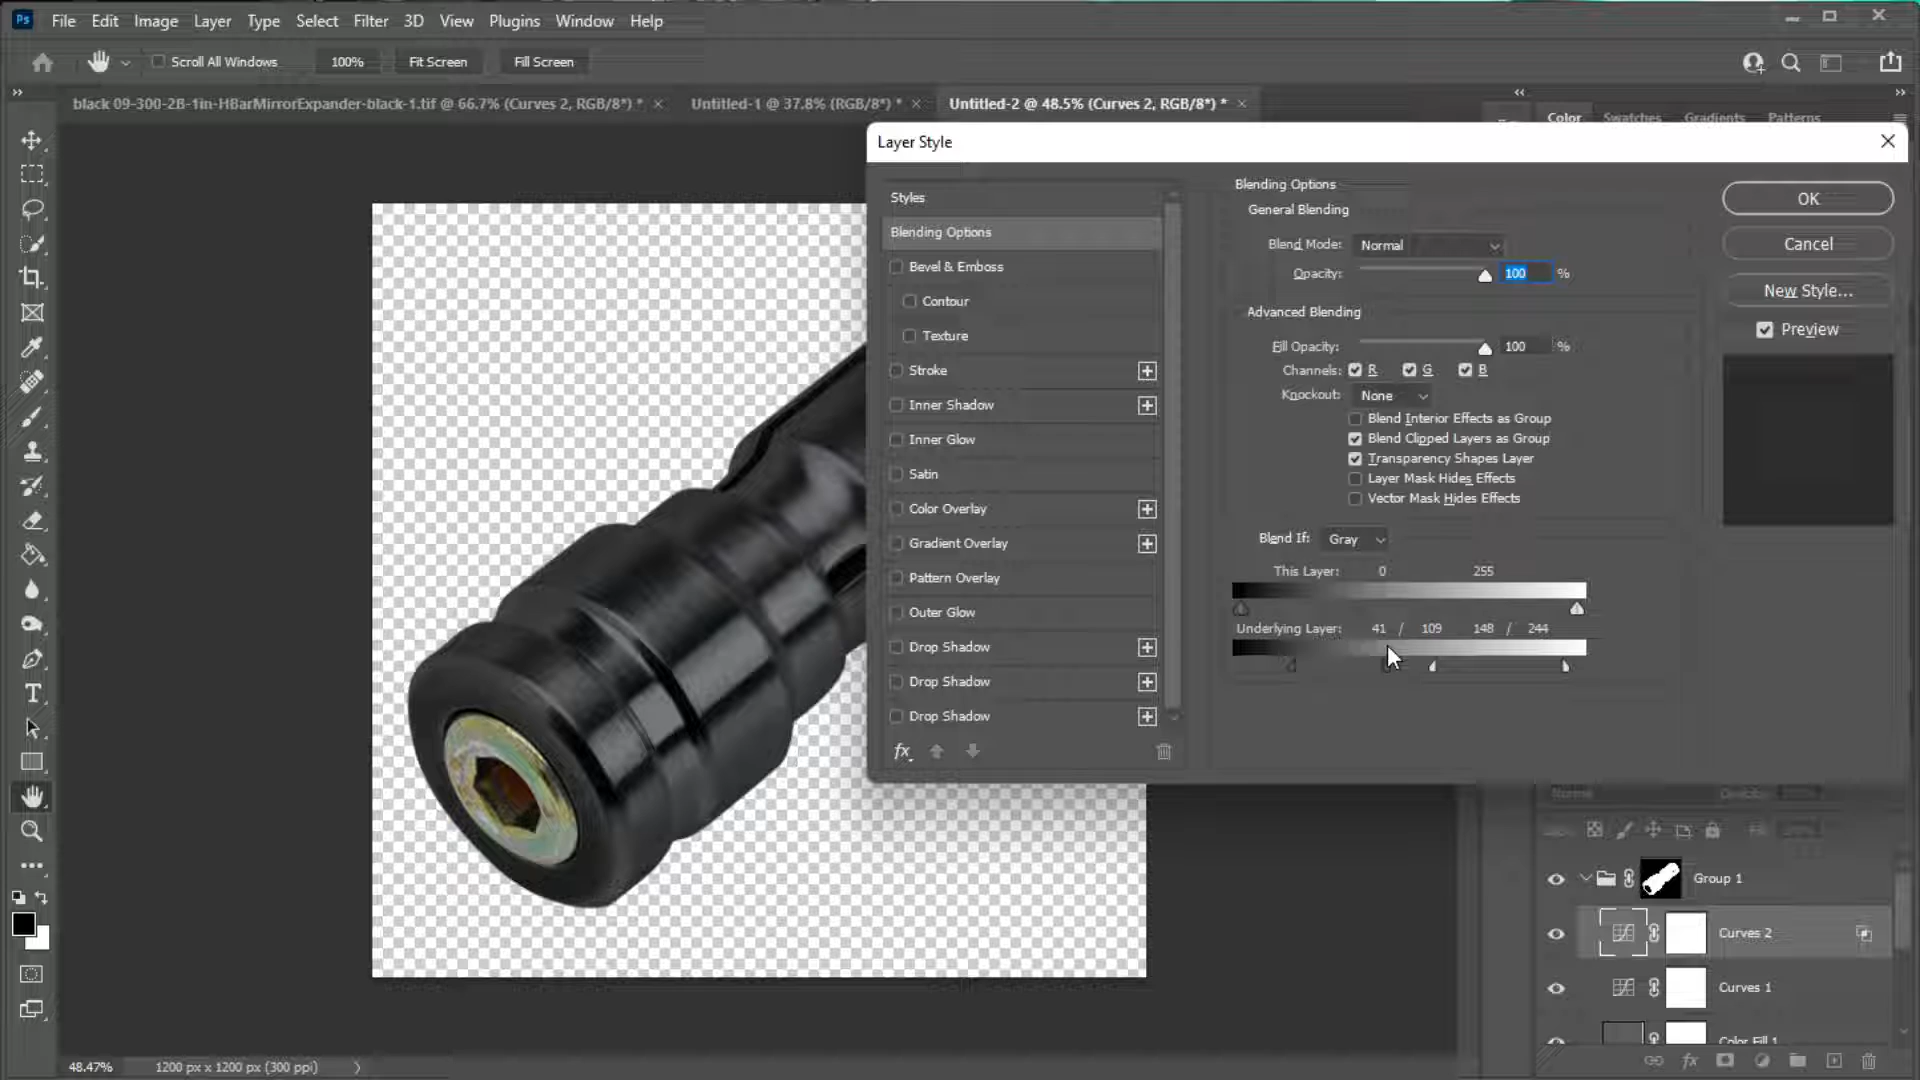 Ps File Edit Image Layer Type Select Filter 3D View Plugins Window Help
Scroll All Windows 100% Fit Screen Fill Screen
black 09-300-2B-1in-HBarMirrorExpander-black-1.tif @ 66.7% (Curves 2, RGB/8*) * × Untitled-1 @ 37.8% (RGB/8*) * × Untitled-2 @ 48.5% (Curves 2, RGB/8*) * ×
Color Swatches Gradients Patterns
Layer Style
Styles
Blending Options
Bevel & Emboss
Contour
Texture
Stroke
Inner Shadow
Inner Glow
Satin
Color Overlay
Gradient Overlay
Pattern Overlay
Outer Glow
Drop Shadow
Drop Shadow
Drop Shadow
fx
Blending Options
General Blending
Blend Mode: Normal
Opacity: 100 %
Advanced Blending
Fill Opacity: 100 %
Channels: R G B
Knockout: None
Blend Interior Effects as Group
Blend Clipped Layers as Group
Transparency Shapes Layer
Layer Mask Hides Effects
Vector Mask Hides Effects
Blend If: Gray
This Layer: 0 255
Underlying Layer: 41 / 109 148 / 244
OK
Cancel
New Style...
Preview
Normal Opacity:
Group 1
Curves 2
Curves 1
Color Fill 1
fx
48.47% 1200 px x 1200 px (300 ppi)